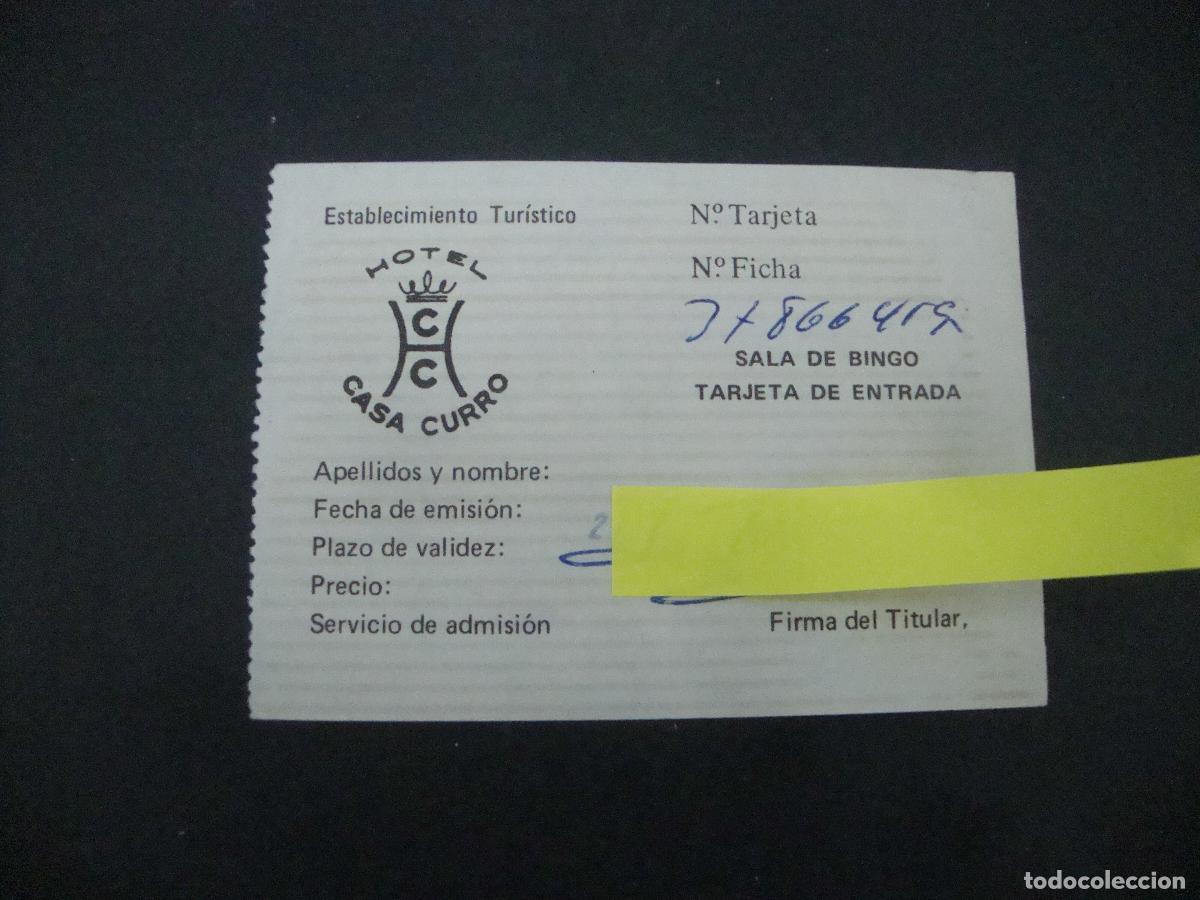 Establecimiento Turístico
HOTEL
C
C
CASA CURRO
Nº Tarjeta
Nº Ficha
SALA DE BINGO
TARJETA DE ENTRADA
Apellidos y nombre:
Fecha de emisión:
2
Plazo de validez:
Precio:
Servicio de admisión
Firma del Titular,
todocoleccion